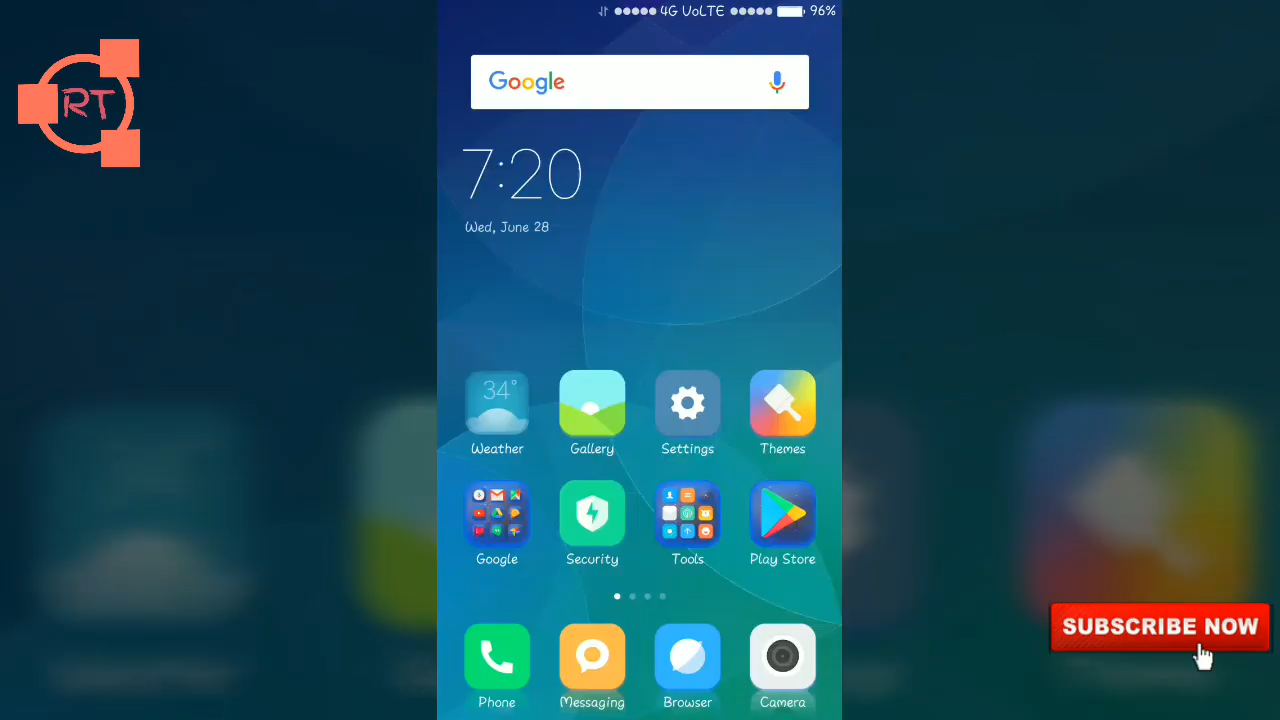 4G VoLTE 96%
RT
Google
7:20
Wed, June 28
34°
Weather Gallery Settings Themes
Google Security Tools Play Store
SUBSCRIBE NOW
Phone Messaging Browser Camera